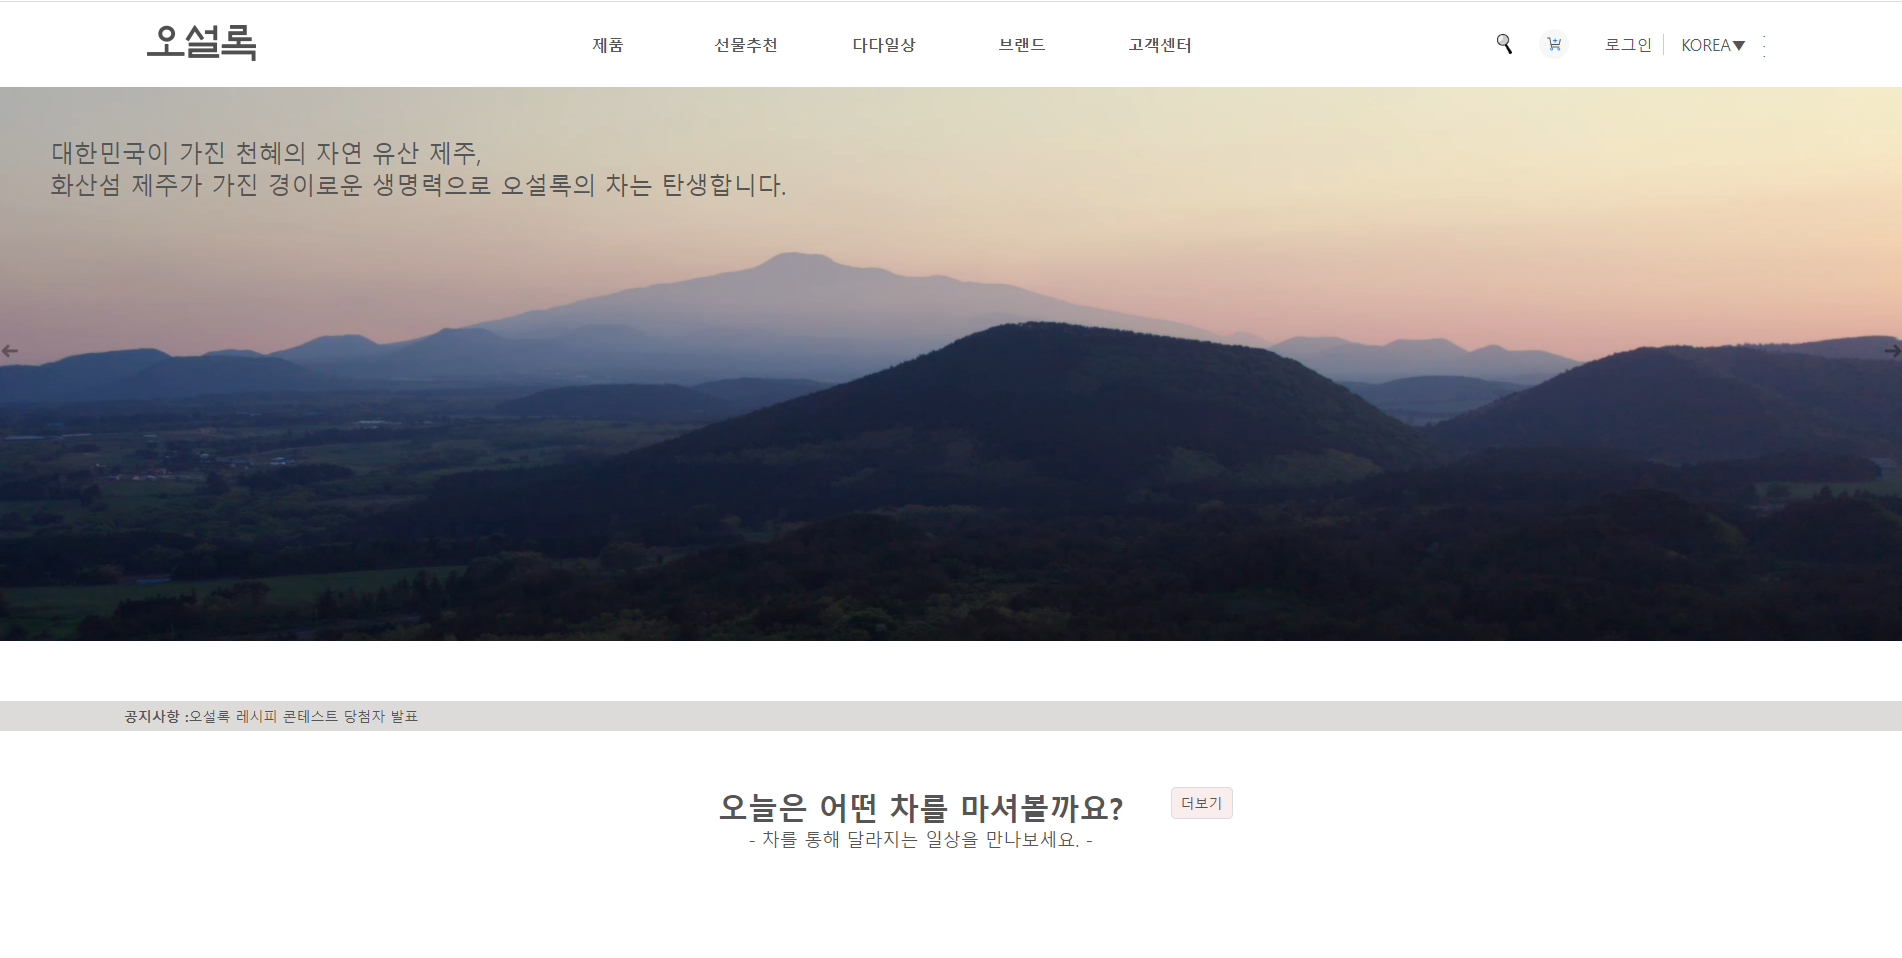 오설록
제품 선물추천 다다일상 브랜드 고객센터
로그인 KOREA▼
대한민국이 가진 천혜의 자연 유산 제주,
화산섬 제주가 가진 경이로운 생명력으로 오설록의 차는 탄생합니다.
공지사항 :오설록 레시피 콘테스트 당첨자 발표
오늘은 어떤 차를 마셔볼까요?
더보기
- 차를 통해 달라지는 일상을 만나보세요. -